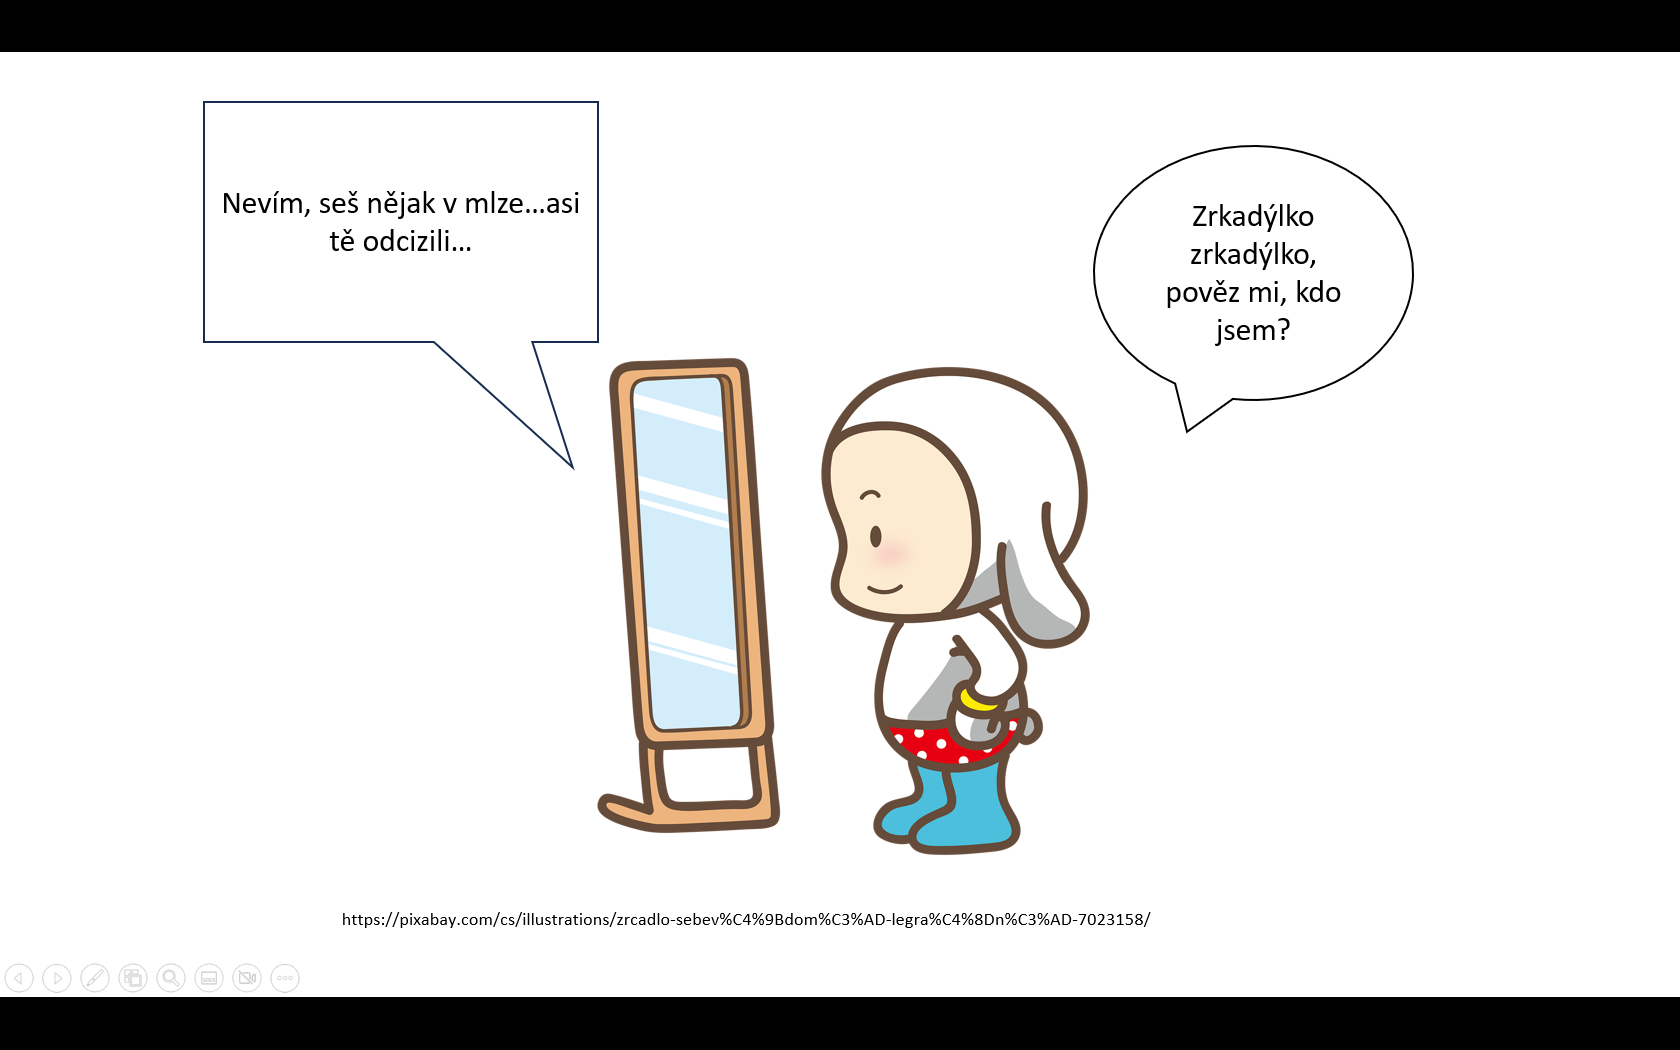 Nevím, seš nějak v mlze...asi
tě odcizili...
Zrkadýlko
zrkadýlko,
pověz mi, kdo
jsem?
https://pixabay.com/cs/illustrations/zrcadlo-sebev%C4%9Bdom%C3%AD-legra%C4%8Dn%C3%AD-7023158/